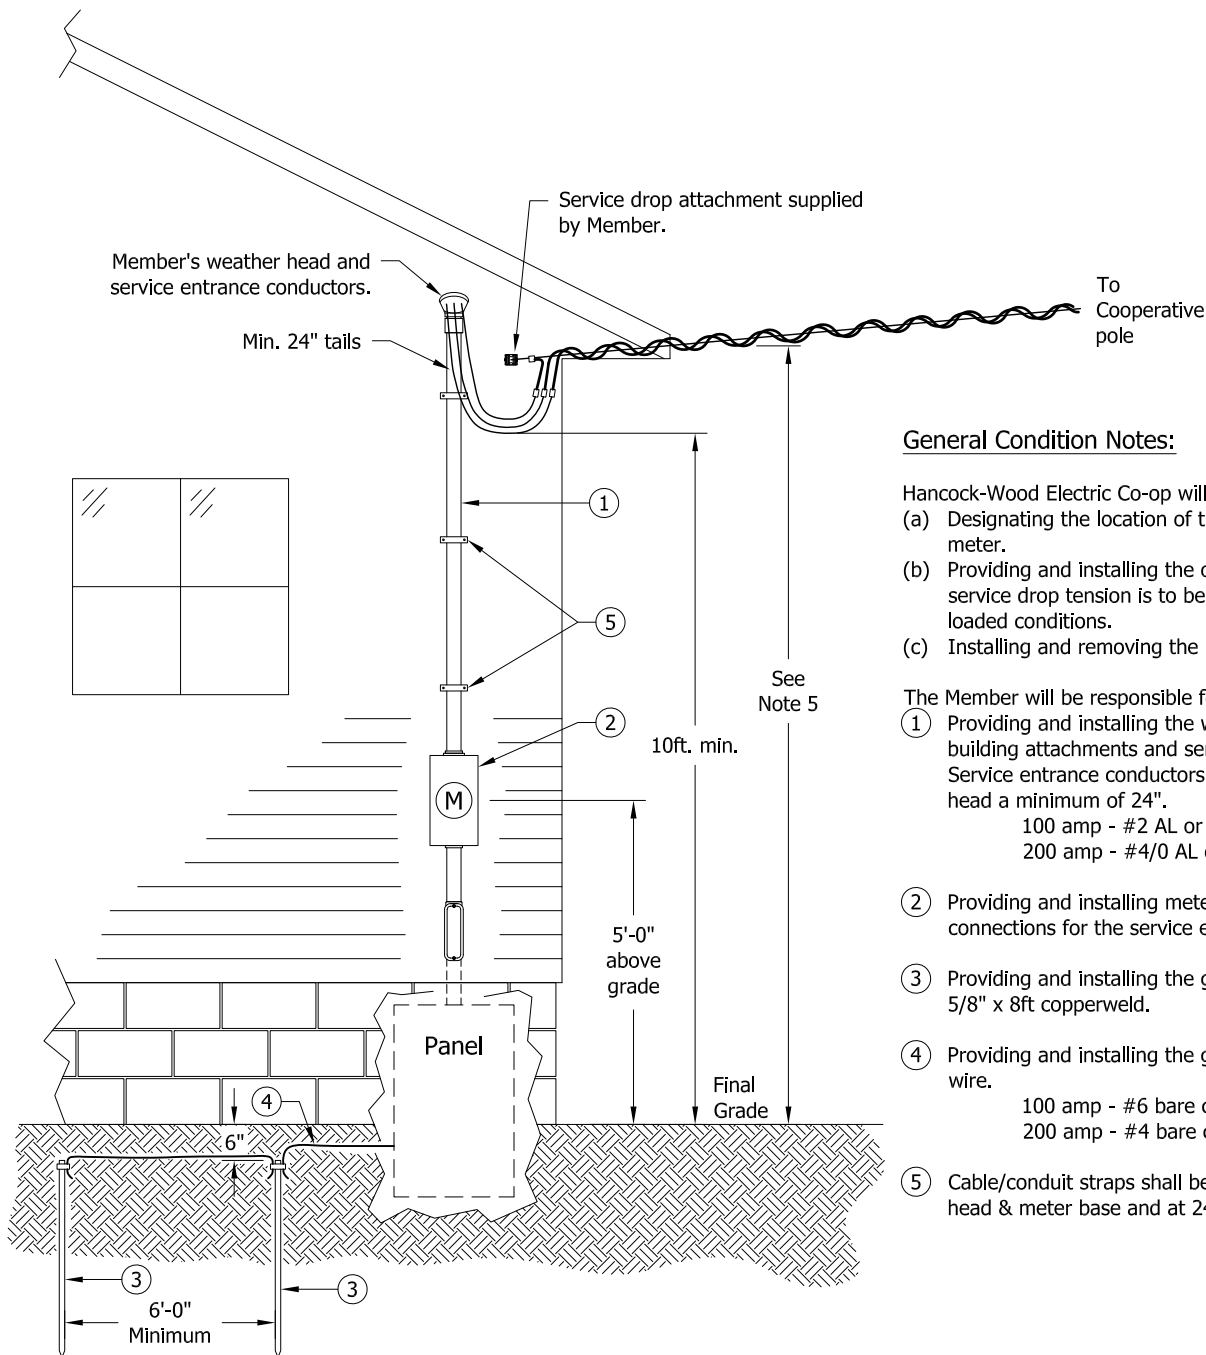 Service drop attachment supplied
by Member.
Member's weather head and
service entrance conductors.
Min. 24" tails
To
Cooperative
pole
1
5
2
M
See
Note 5
10ft. min.
5'-0"
above
grade
Panel
Final
Grade
4
6"
3
3
6'-0"
Minimum
General Condition Notes:
Hancock-Wood Electric Co-op will
(a) Designating the location of t
meter.
(b) Providing and installing the
service drop tension is to be
loaded conditions.
(c) Installing and removing the
The Member will be responsible f
1 Providing and installing the w
building attachments and ser
Service entrance conductors
head a minimum of 24".
100 amp - #2 AL or
200 amp - #4/0 AL
2 Providing and installing mete
connections for the service e
3 Providing and installing the g
5/8" x 8ft copperweld.
4 Providing and installing the g
wire.
100 amp - #6 bare
200 amp - #4 bare
5 Cable/conduit straps shall be
head & meter base and at 24